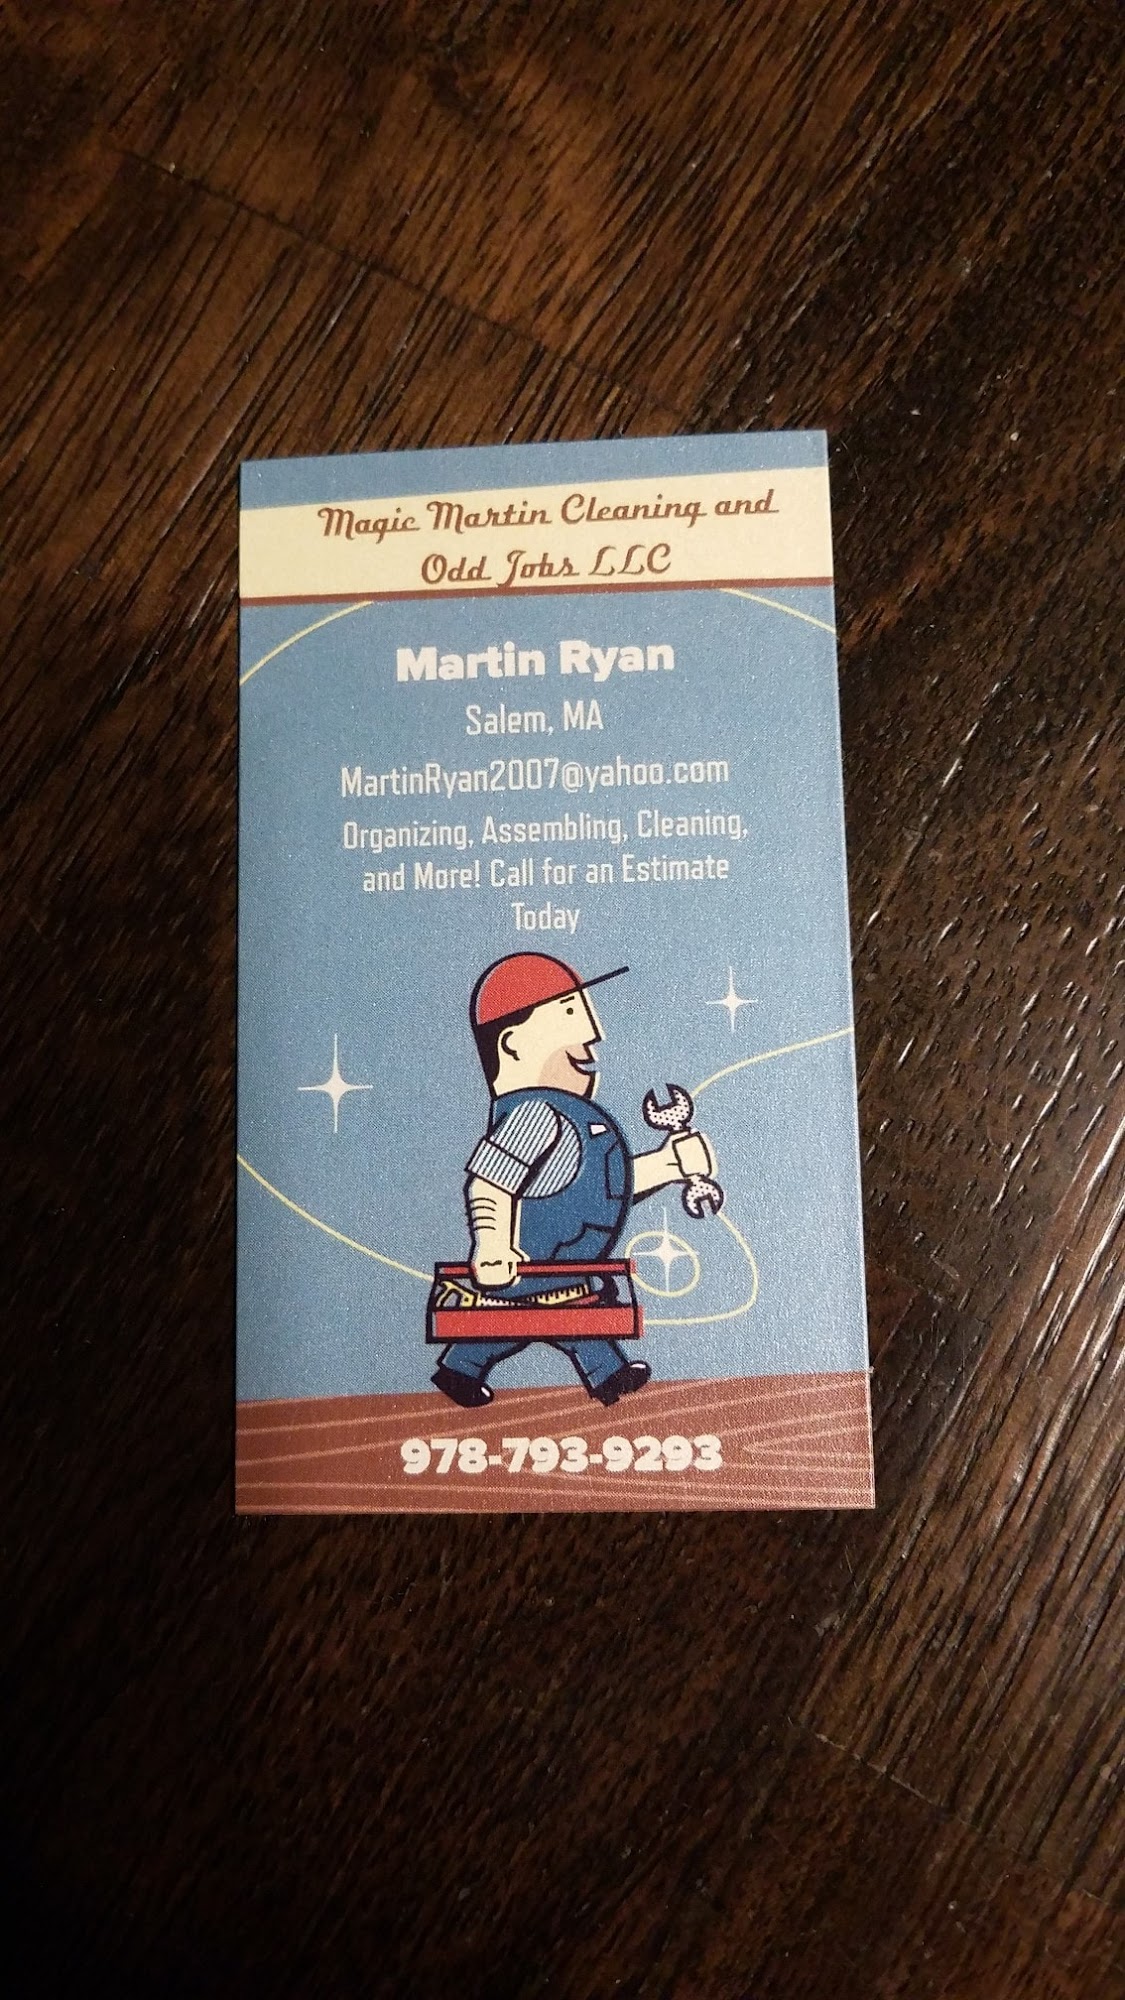 Magic Martin Cleaning and
Odd Jobs LLC
Martin Ryan
Salem, MA
MartinRyan2007@yahoo.com
Organizing, Assembling, Cleaning,
and More! Call for an Estimate
Today
978-793-9293